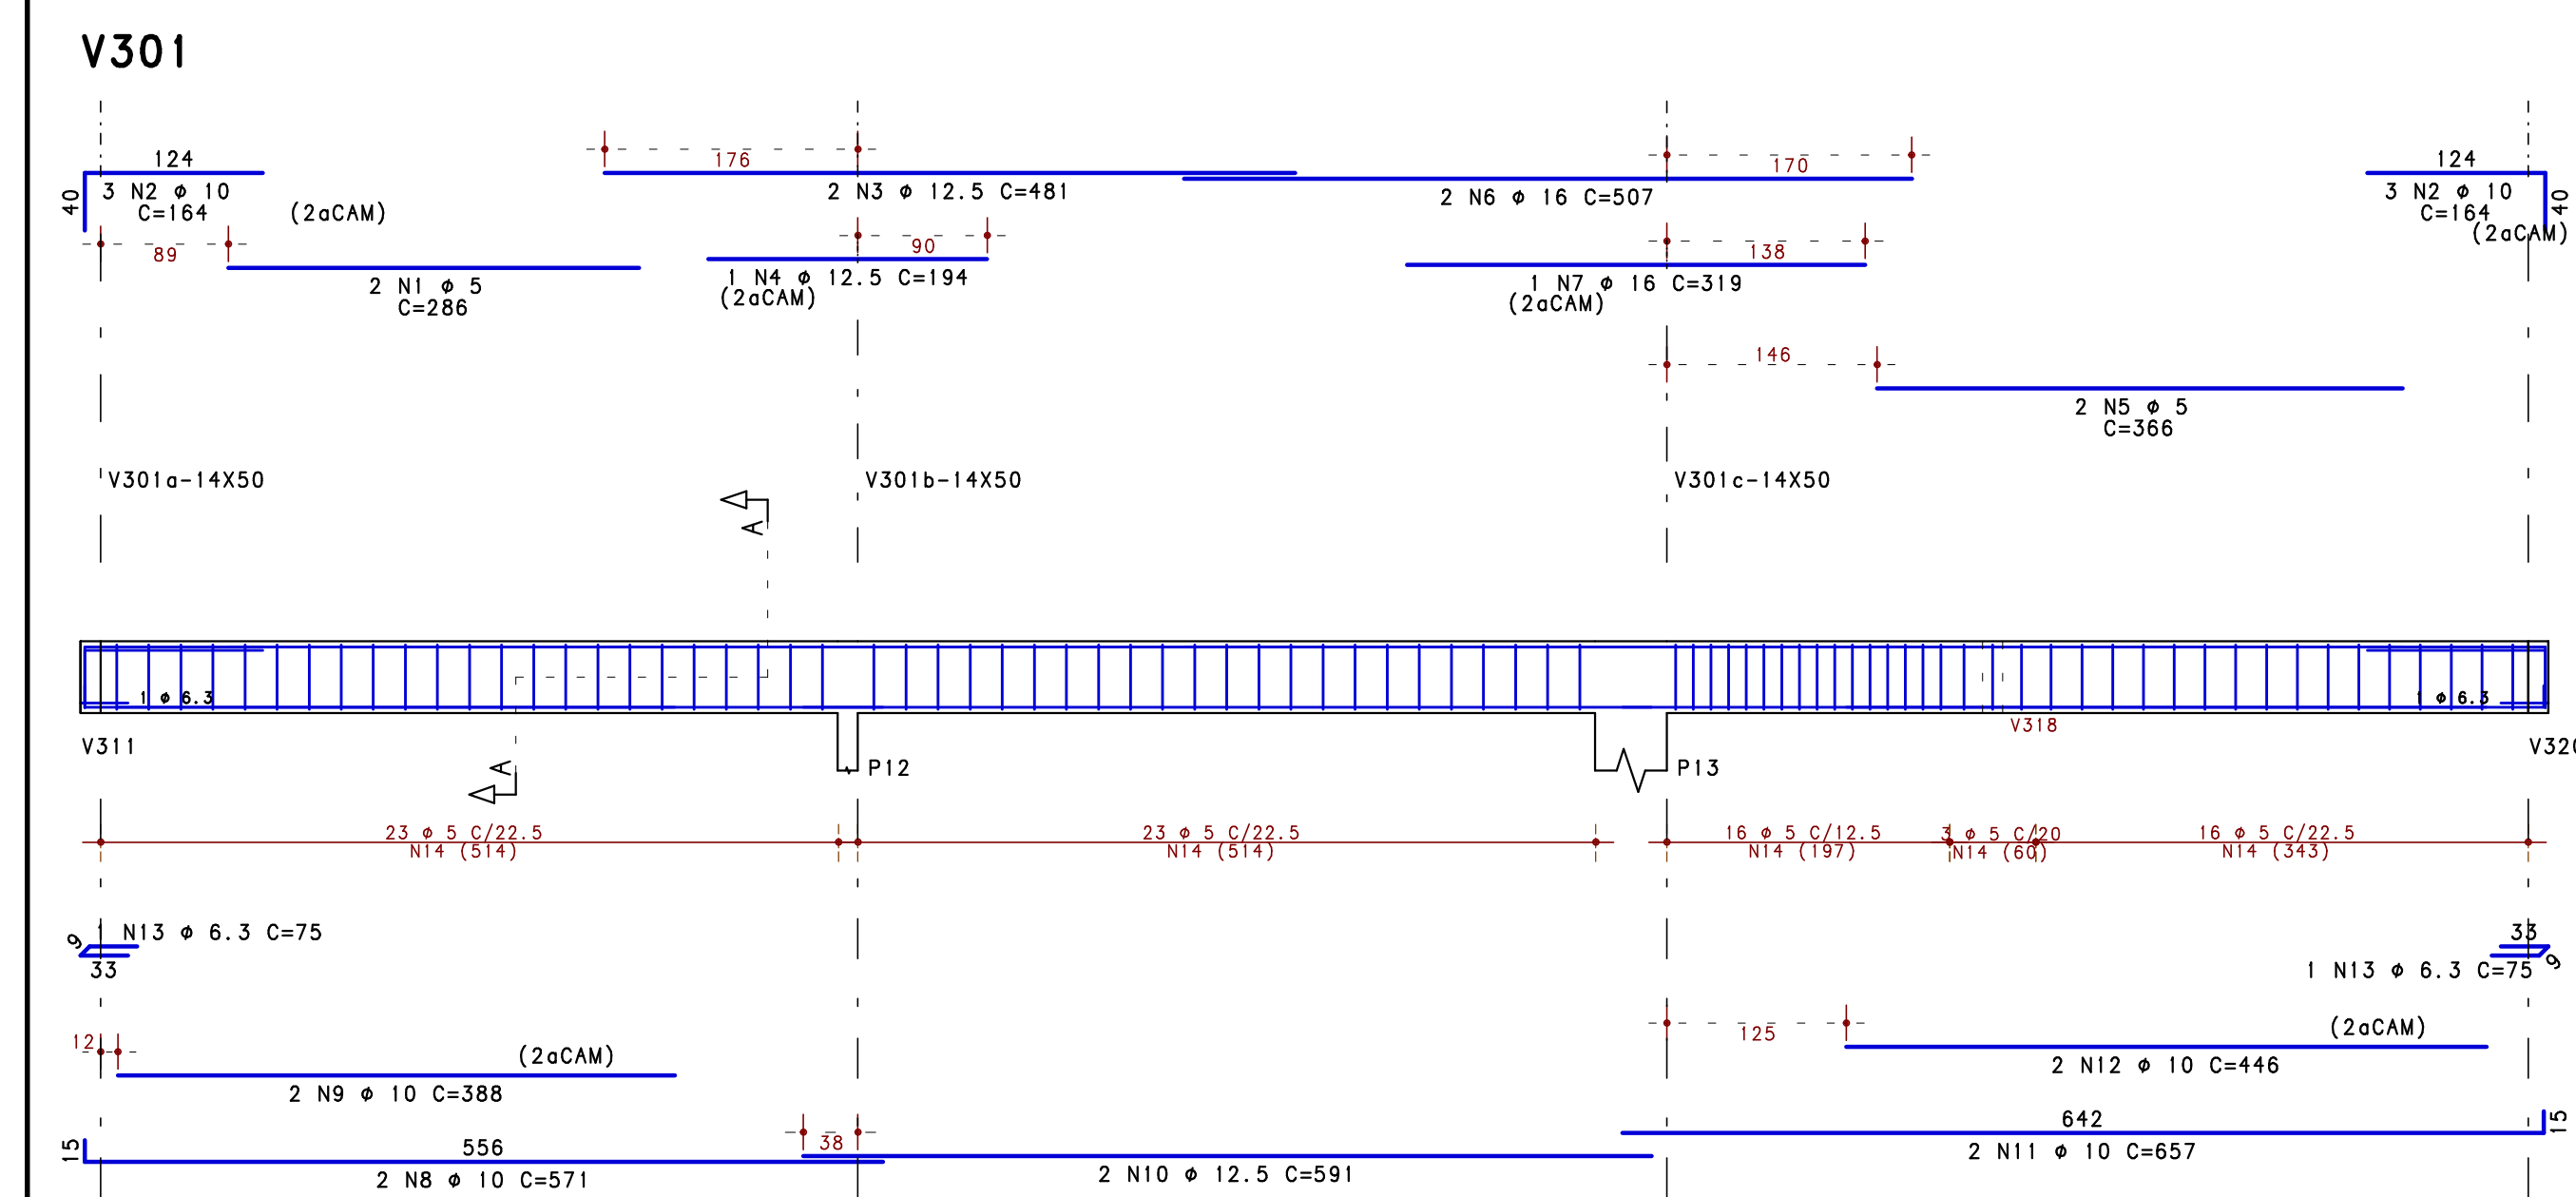 V301
124
176
170
124
40
3 N2 ϕ 10
C=164
(2aCAM)
2 N3 ϕ 12.5 C=481
2 N6 ϕ 16 C=507
3 N2 ϕ 10
C=164
40
(2aCAM)
89
90
138
2 N1 ϕ 5
C=286
1 N4 ϕ 12.5 C=194
(2aCAM)
1 N7 ϕ 16 C=319
(2aCAM)
146
2 N5 ϕ 5
C=366
V301a-14X50
V301b-14X50
V301c-14X50
A
1 ϕ 6.3
1 ϕ 6.3
V318
V311
A
P12
P13
23 ϕ 5 C/22.5
N14 (514)
23 ϕ 5 C/22.5
N14 (514)
16 ϕ 5 C/12.5
N14 (197)
3 ϕ 5 C/20
N14 (60)
16 ϕ 5 C/22.5
N14 (343)
9
1 N13 ϕ 6.3 C=75
33
33
9
1 N13 ϕ 6.3 C=75
12
(2aCAM)
2 N9 ϕ 10 C=388
125
(2aCAM)
2 N12 ϕ 10 C=446
15
556
2 N8 ϕ 10 C=571
38
2 N10 ϕ 12.5 C=591
642
15
2 N11 ϕ 10 C=657